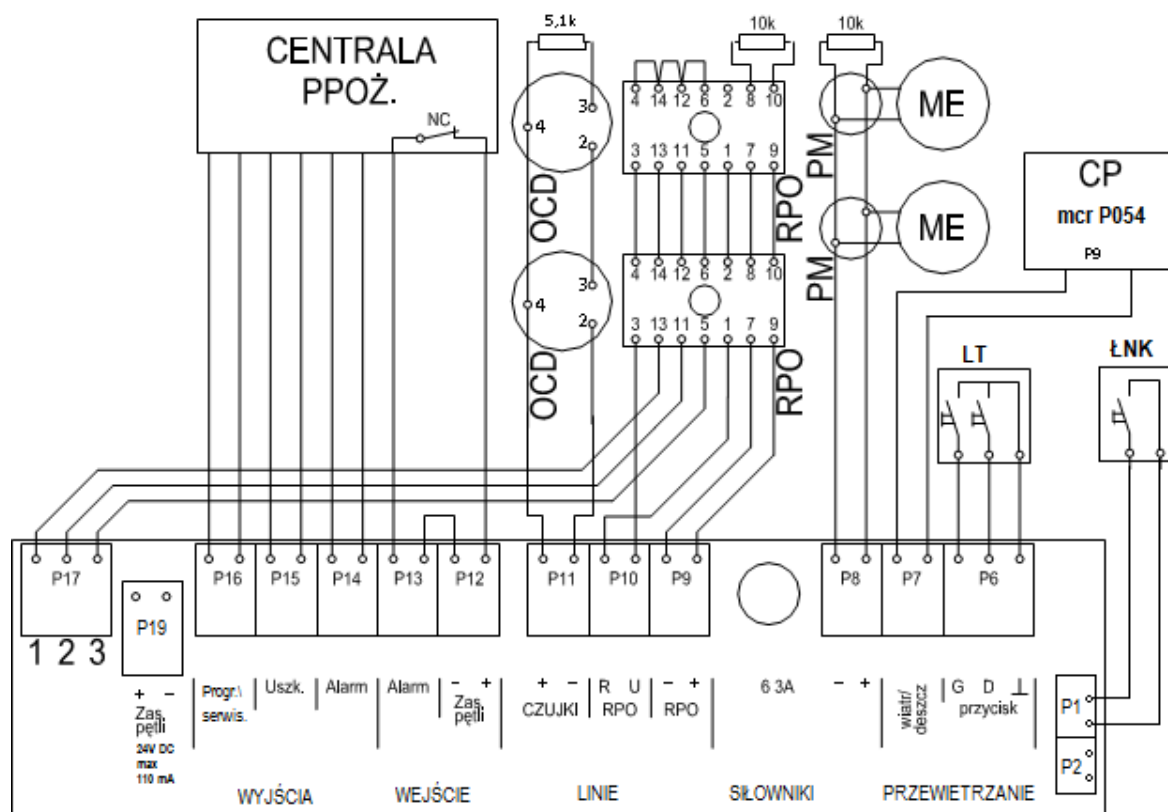 5,1k
10k
10k
CENTRALA
PPOŻ.
NC
3
4
2
OCD
4 14 12 6 2 8 10
3 13 11 5 1 7 9
RPO
PM
ME
CP
mcr P054
P9
3
4
2
OCD
4 14 12 6 2 8 10
3 13 11 5 1 7 9
RPO
PM
ME
LT
ŁNK
P17
P16
P15
P14
P13
P12
P11
P10
P9
P8
P7
P6
1 2 3
P19
+ -
Zas.
pętli
24V DC
max
110 mA
Progr.\
serwis.
Uszk.
Alarm
Alarm
- +
Zas.
pętli
+ -
CZUJKI
R U
RPO
- +
RPO
6 3A
- +
wiatr/
deszcz
G D ⊥
przycisk
P1
P2
WYJŚCIA
WEJŚCIE
LINIE
SIŁOWNIKI
PRZEWIETRZANIE